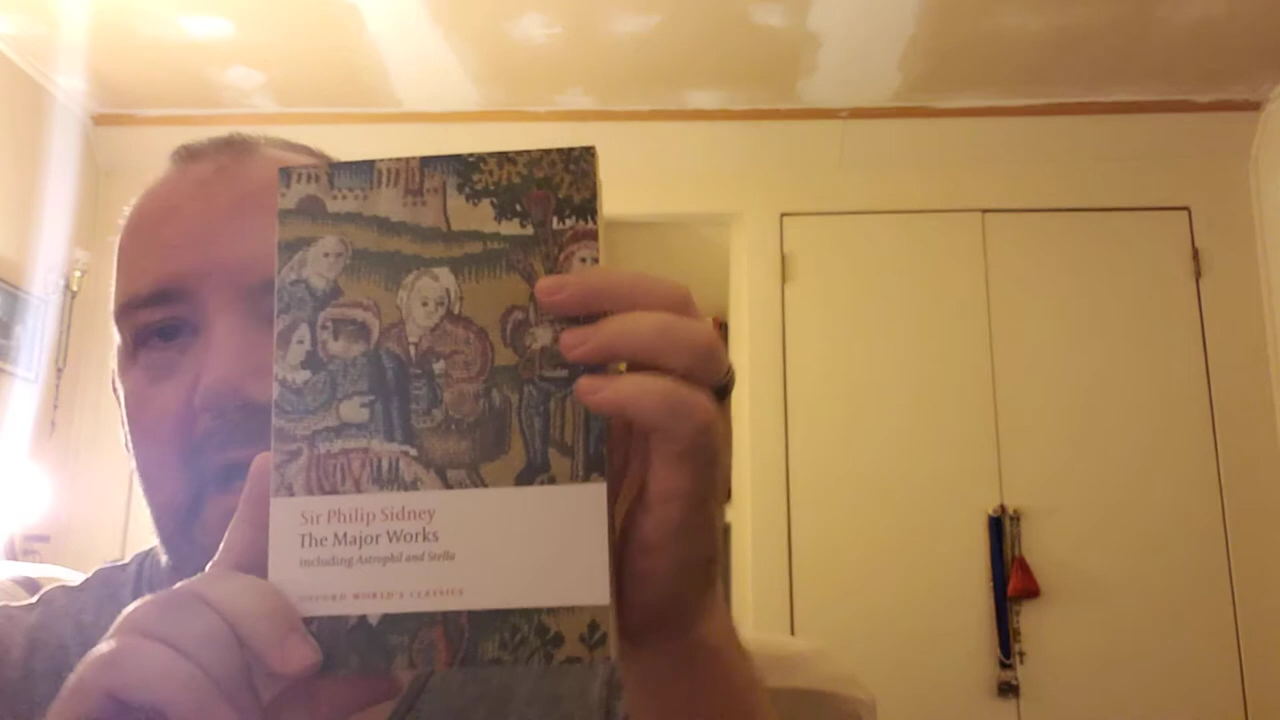 Sir Philip Sidney
The Major Works
including Astrophil and Stella
OXFORD WORLD'S CLASSICS